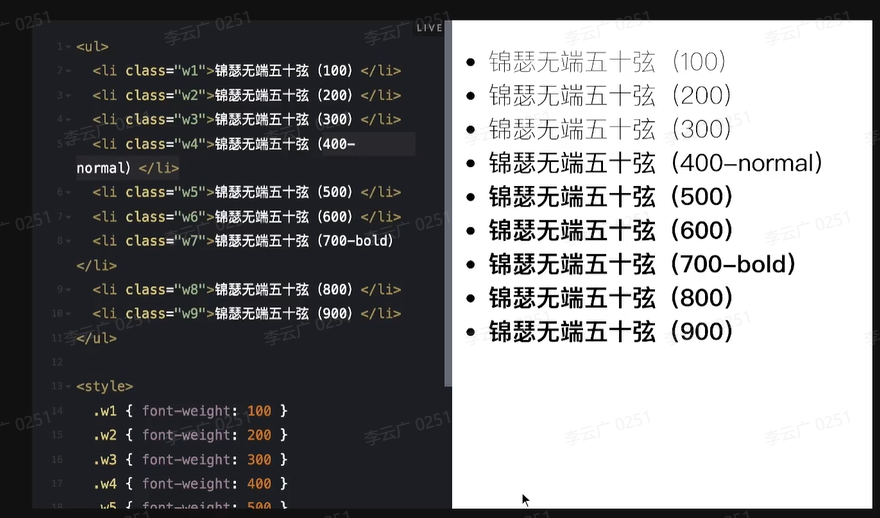 LIVE
1 <ul>
2 <li class="w1">锦瑟无端五十弦（100）</li>
3 <li class="w2">锦瑟无端五十弦（200）</li>
4 <li class="w3">锦瑟无端五十弦（300）</li>
5 <li class="w4">锦瑟无端五十弦（400-
normal）</li>
6 <li class="w5">锦瑟无端五十弦（500）</li>
7 <li class="w6">锦瑟无端五十弦（600）</li>
8 <li class="w7">锦瑟无端五十弦（700-bold）
</li>
9 <li class="w8">锦瑟无端五十弦（800）</li>
10 <li class="w9">锦瑟无端五十弦（900）</li>
11 </ul>
12
13 <style>
14 .w1 { font-weight: 100 }
15 .w2 { font-weight: 200 }
16 .w3 { font-weight: 300 }
17 .w4 { font-weight: 400 }
18 .w5 { font-weight: 500 }
锦瑟无端五十弦（100）
锦瑟无端五十弦（200）
锦瑟无端五十弦（300）
锦瑟无端五十弦（400-normal）
锦瑟无端五十弦（500）
锦瑟无端五十弦（600）
锦瑟无端五十弦（700-bold）
锦瑟无端五十弦（800）
锦瑟无端五十弦（900）
李云广 0251